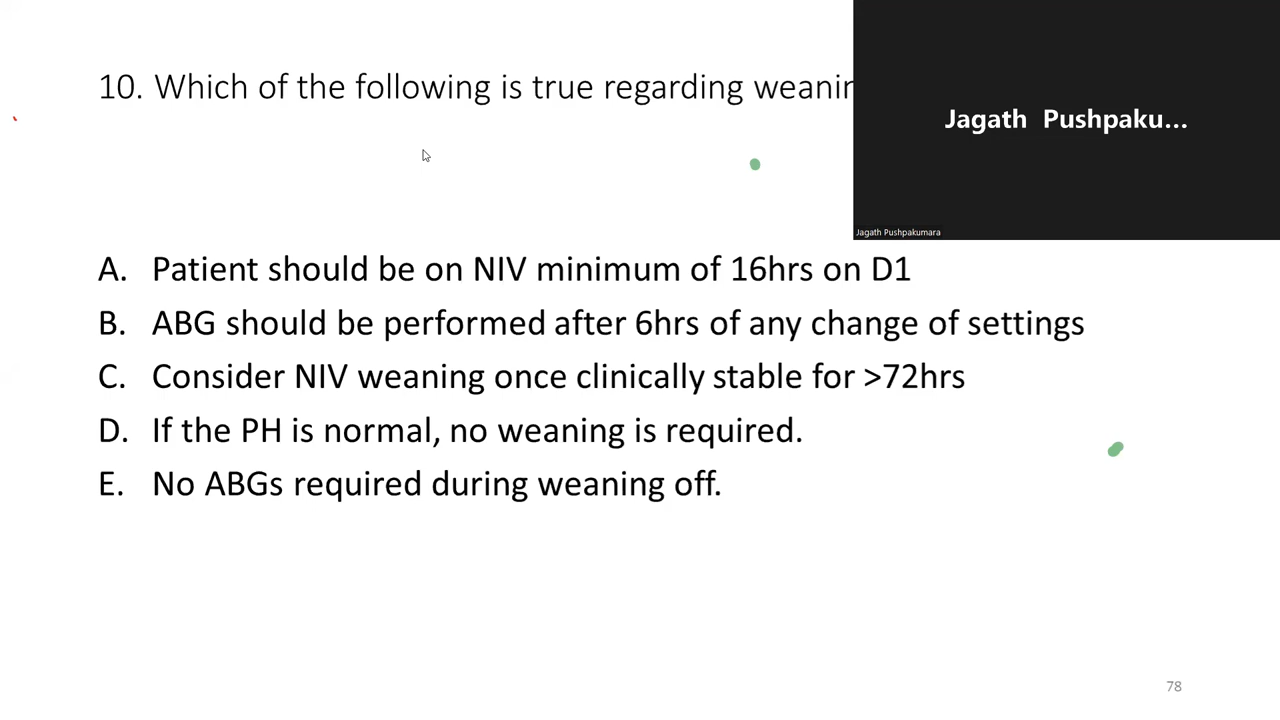 10. Which of the following is true regarding
Jagath Pushpaku...
Jagath Pushpakumara
A. Patient should be on NIV minimum of 16hrs on D1
B. ABG should be performed after 6hrs of any change of settings
C. Consider NIV weaning once clinically stable for >72hrs
D. If the PH is normal, no weaning is required.
E. No ABGs required during weaning off.
78